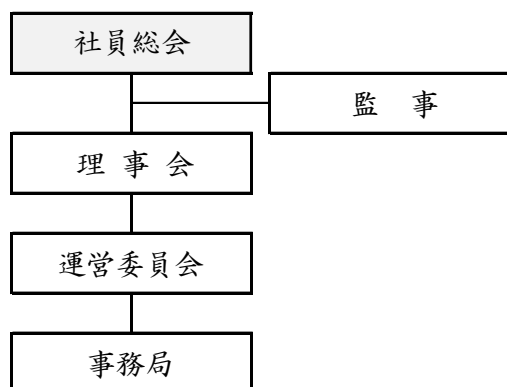 社員総会
監　事
理 事 会
運営委員会
事務局